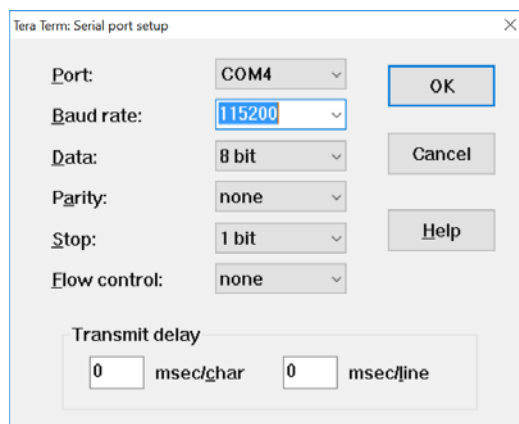 Tera Term: Serial port setup
Port: COM4 OK
Baud rate: 115200
Data: 8 bit Cancel
Parity: none
Stop: 1 bit Help
Flow control: none
Transmit delay
0 msec/char 0 msec/line